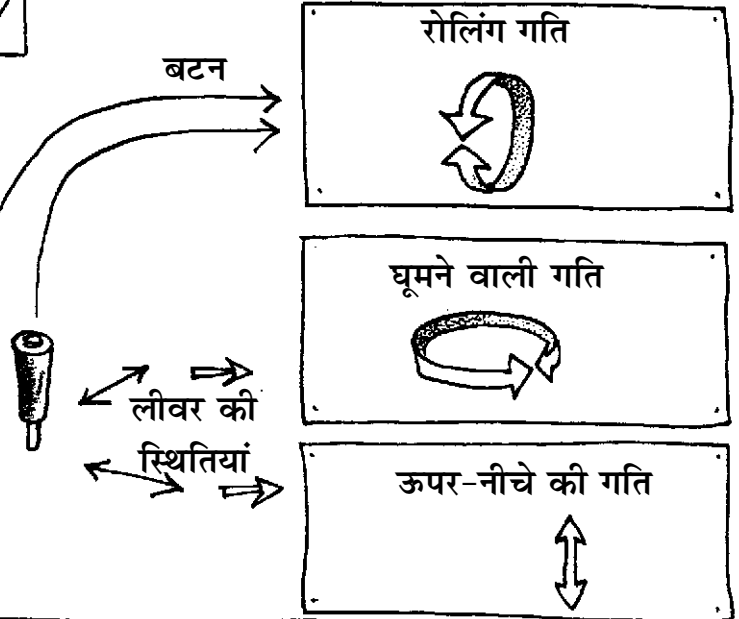 रोलिंग गति
बटन
घूमने वाली गति
लीवर की
स्थितियां
ऊपर-नीचे की गति